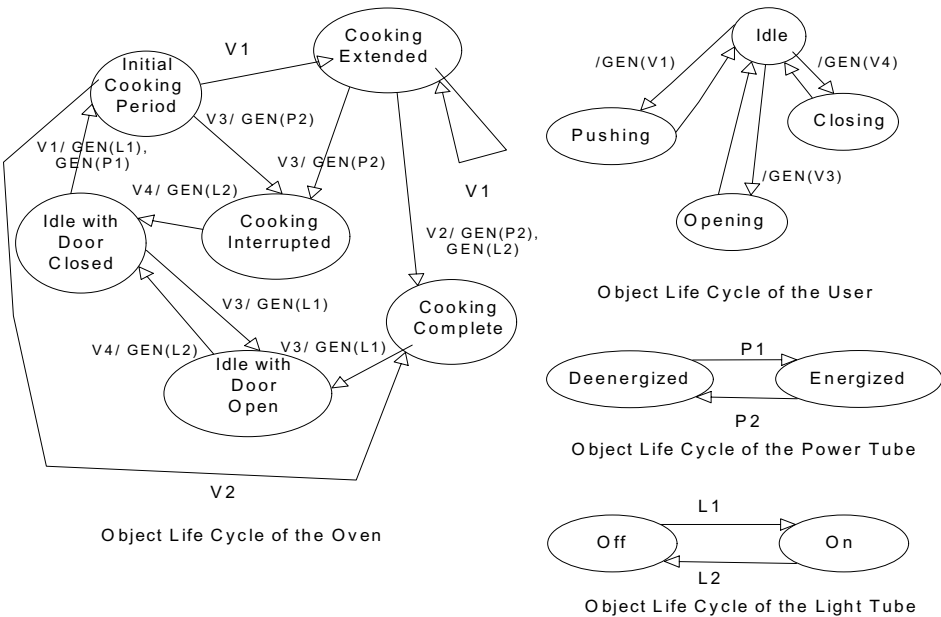 Initial
Cooking
Period
V1
Cooking
Extended
V3/ GEN(P2)
V3/ GEN(P2)
V1
V1/ GEN(L1),
GEN(P1)
V4/ GEN(L2)
Idle with
Door
Closed
Cooking
Interrupted
V2/ GEN(P2),
GEN(L2)
V3/ GEN(L1)
V4/ GEN(L2)
V3/ GEN(L1)
Cooking
Complete
Idle with
Door
Open
V2
Object Life Cycle of the Oven
Idle
/GEN(V1)
/GEN(V4)
Pushing
Closing
/GEN(V3)
Opening
Object Life Cycle of the User
P1
Deenergized
Energized
P2
Object Life Cycle of the Power Tube
L1
Off
On
L2
Object Life Cycle of the Light Tube